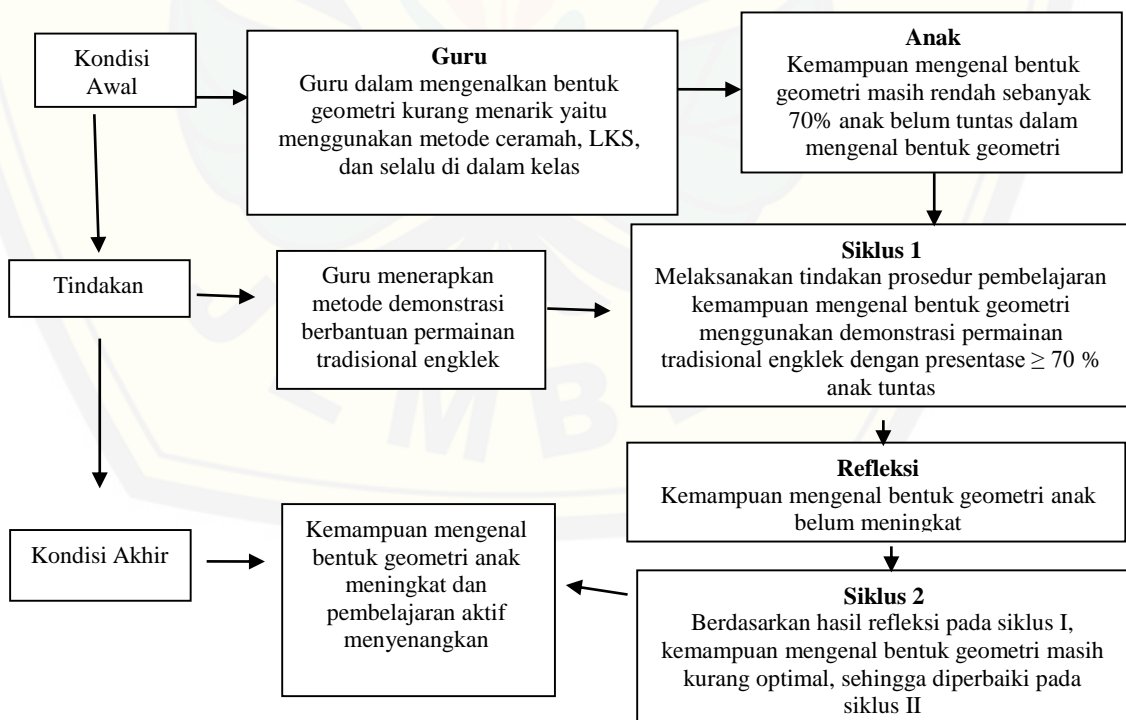 Kondisi
Awal
Guru
Guru dalam mengenalkan bentuk
geometri kurang menarik yaitu
menggunakan metode ceramah, LKS,
dan selalu di dalam kelas
Anak
Kemampuan mengenal bentuk
geometri masih rendah sebanyak
70% anak belum tuntas dalam
mengenal bentuk geometri
Tindakan
Guru menerapkan
metode demonstrasi
berbantuan permainan
tradisional engklek
Siklus 1
Melaksanakan tindakan prosedur pembelajaran
kemampuan mengenal bentuk geometri
menggunakan demonstrasi permainan
tradisional engklek dengan presentase ≥ 70 %
anak tuntas
Refleksi
Kemampuan mengenal bentuk geometri anak
belum meningkat
Kondisi Akhir
Kemampuan mengenal
bentuk geometri anak
meningkat dan
pembelajaran aktif
menyenangkan
Siklus 2
Berdasarkan hasil refleksi pada siklus I,
kemampuan mengenal bentuk geometri masih
kurang optimal, sehingga diperbaiki pada
siklus II